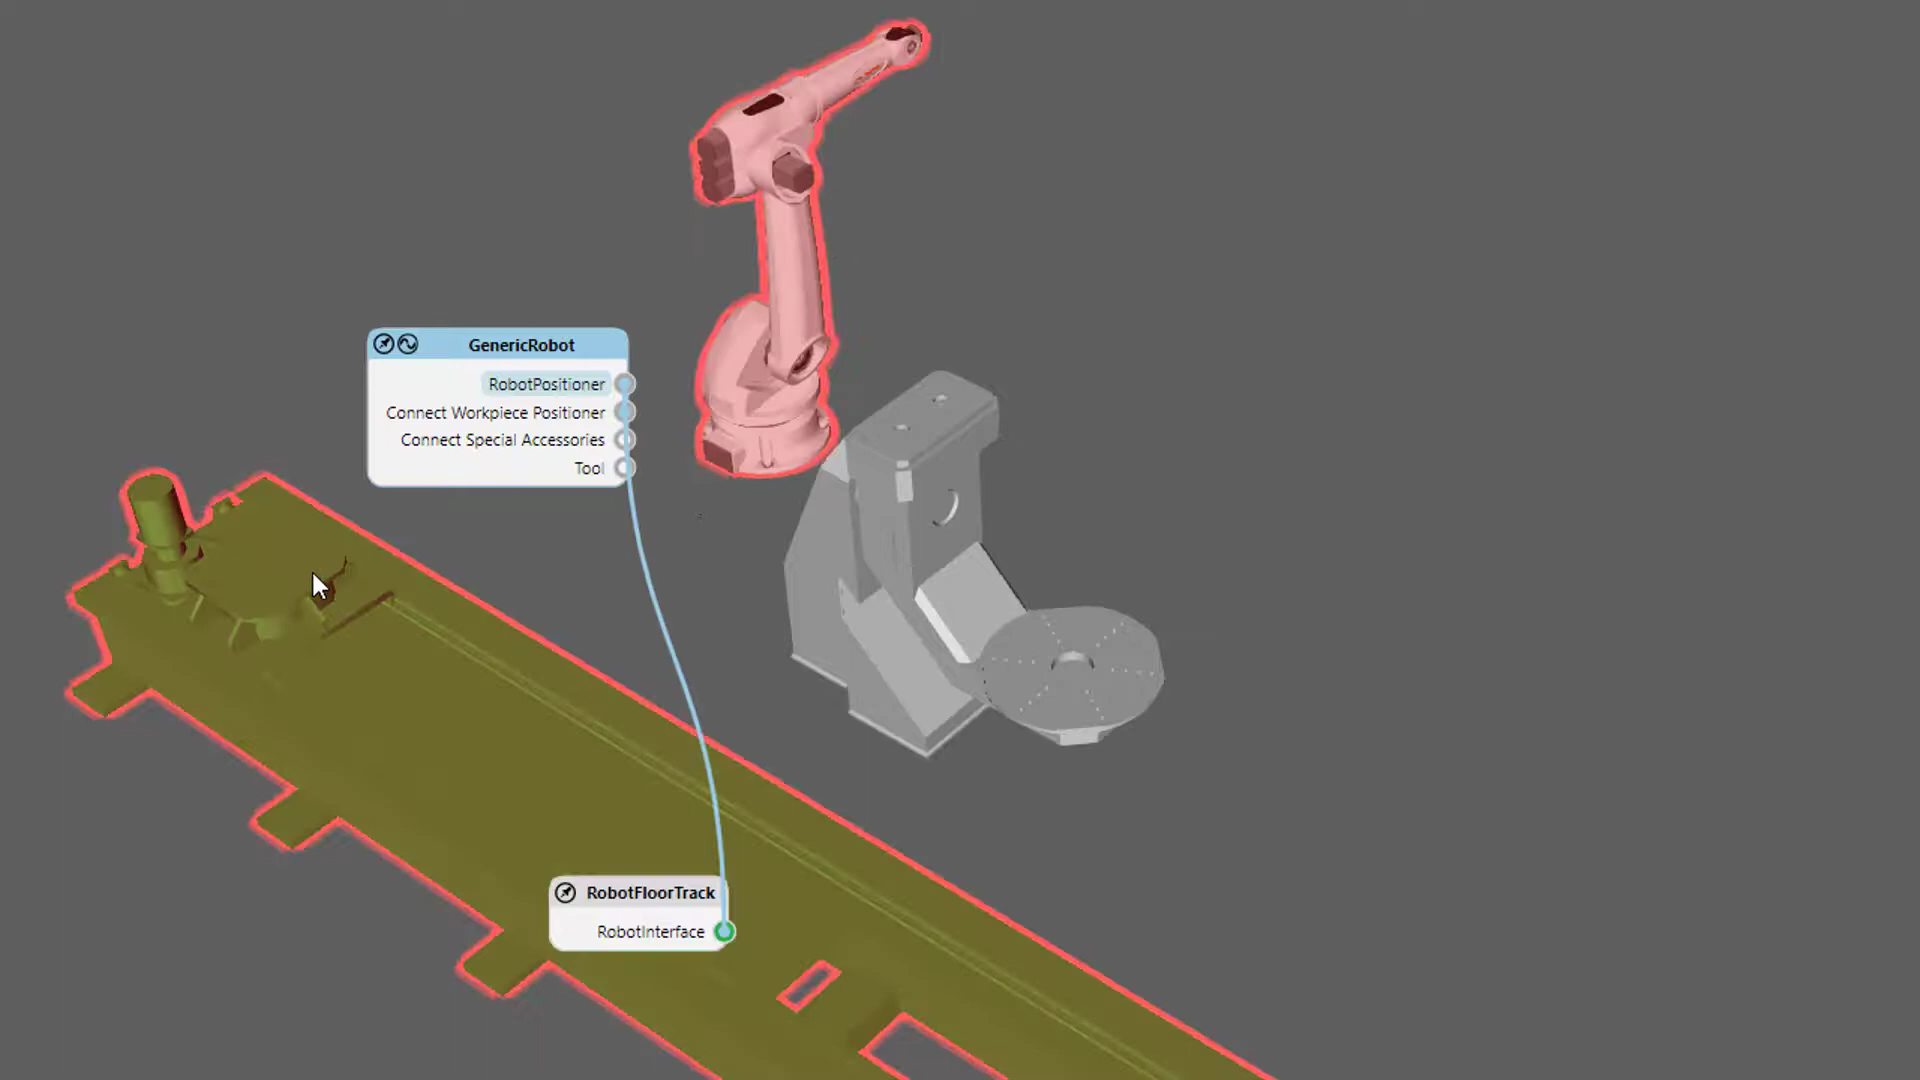 GenericRobot
RobotPositioner
Connect Workpiece Positioner
Connect Special Accessories
Tool
RobotFloorTrack
RobotInterface